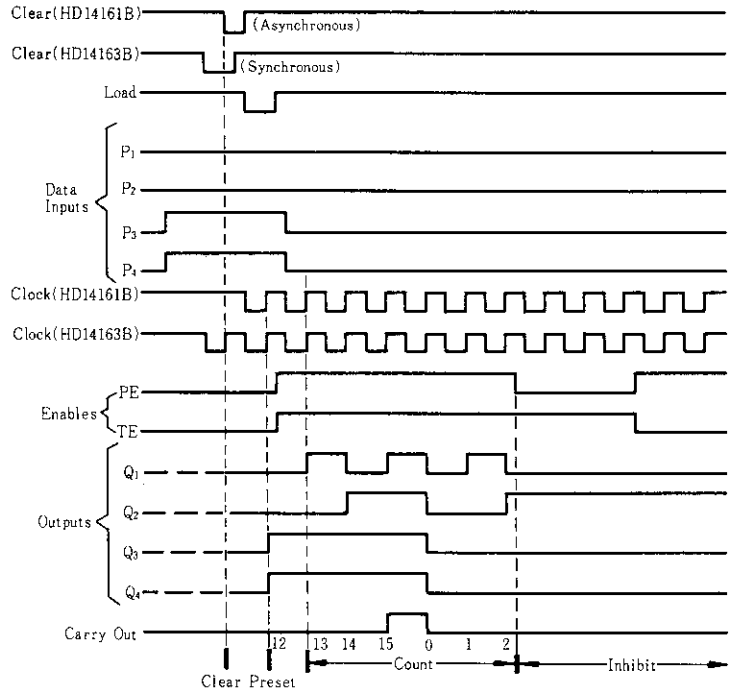 Clear(HD14161B)
(Asynchronous)
Clear(HD14163B)
(Synchronous)
Load
Data
Inputs
P₁
P₂
P₃
P₄
Clock(HD14161B)
Clock(HD14163B)
Enables
PE
TE
Outputs
Q₁
Q₂
Q₃
Q₄
Carry Out
12 13 14 15 0 1 2
Count Inhibit
Clear Preset